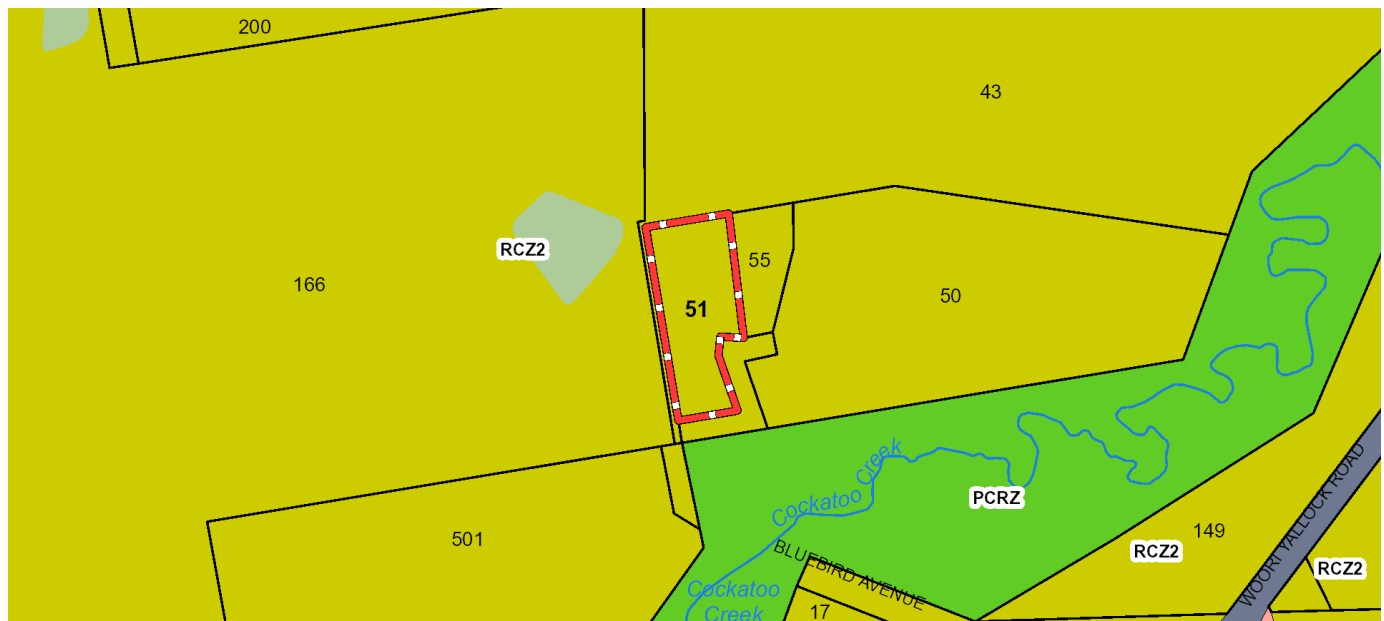 200
43
RCZ2
166
55
51
50
Cockatoo Creek
PCRZ
WOORI YALLOCK ROAD
149
RCZ2
501
BLUEBIRD AVENUE
RCZ2
Cockatoo
Creek
17